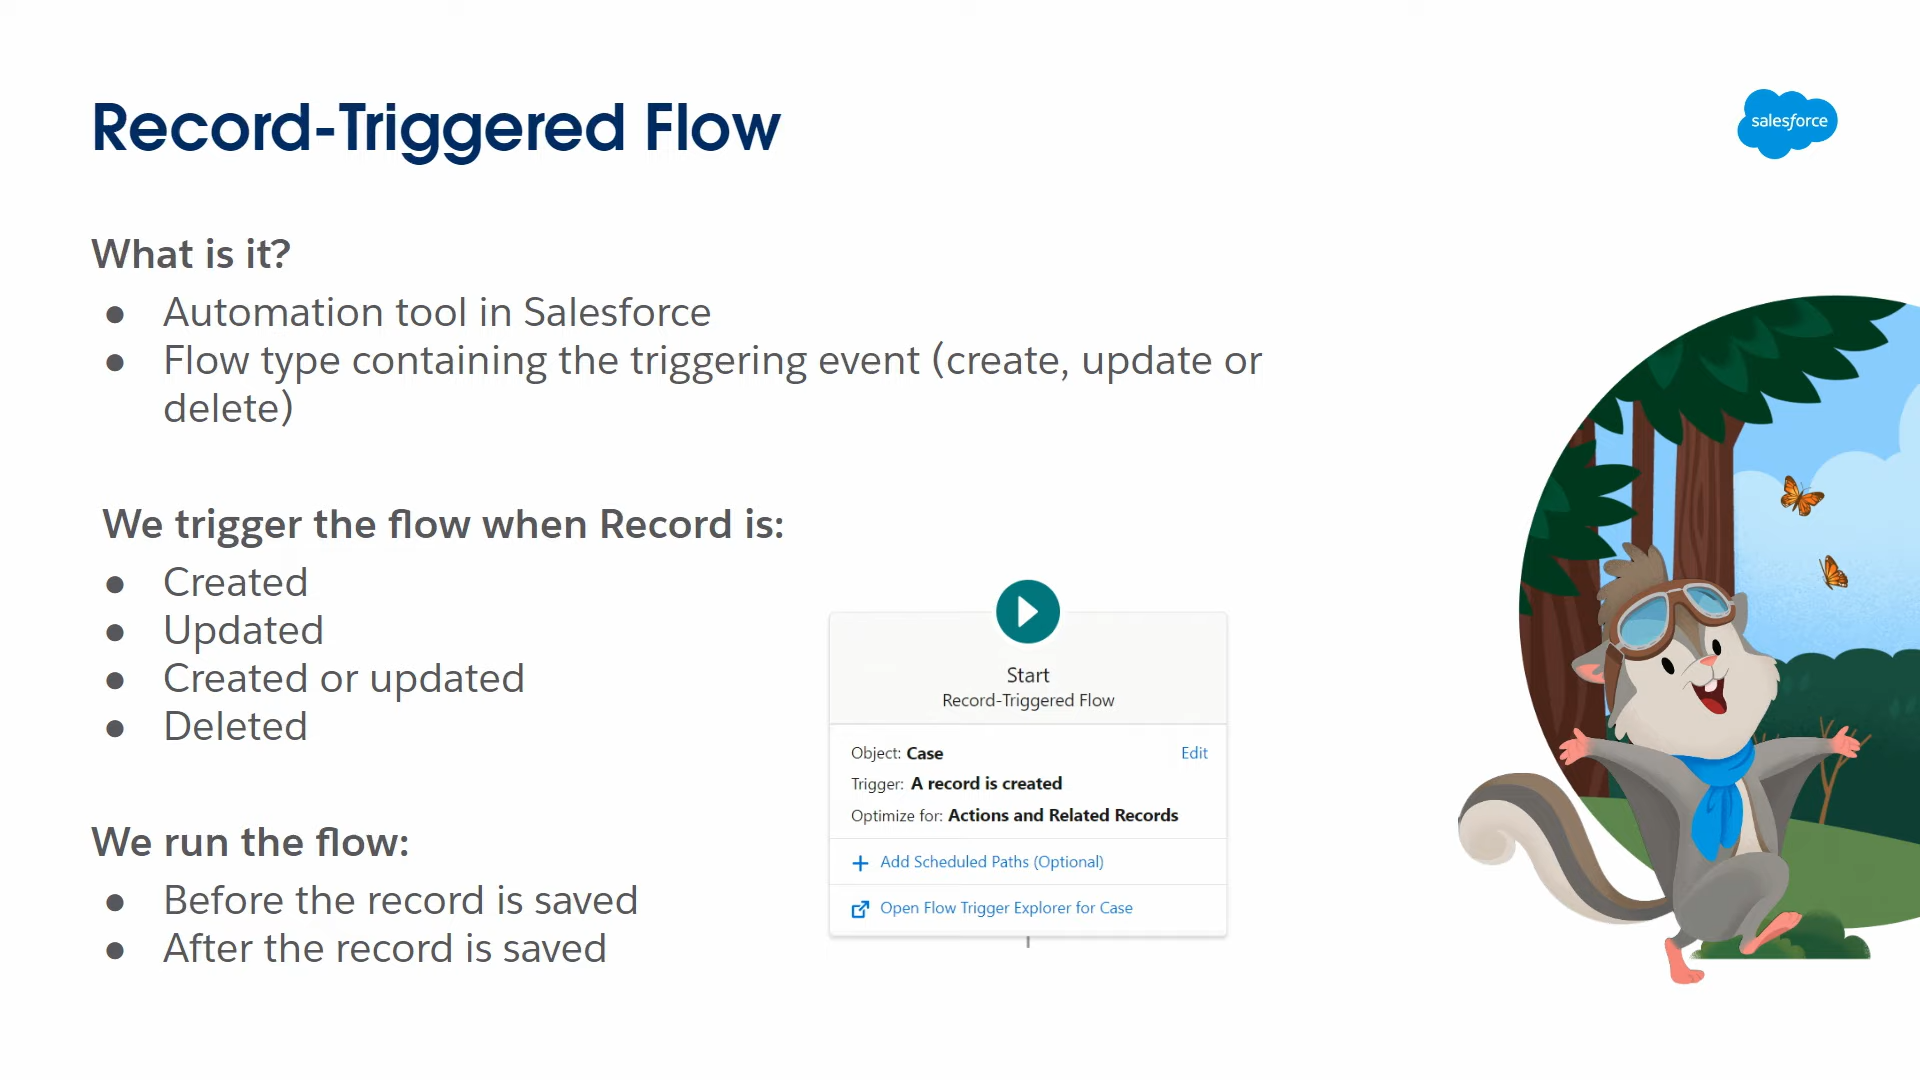 Record-Triggered Flow
salesforce
What is it?
● Automation tool in Salesforce
● Flow type containing the triggering event (create, update or
delete)
We trigger the flow when Record is:
● Created
● Updated
● Created or updated
● Deleted
We run the flow:
● Before the record is saved
● After the record is saved
Start
Record-Triggered Flow
Object: Case Edit
Trigger: A record is created
Optimize for: Actions and Related Records
Add Scheduled Paths (Optional)
Open Flow Trigger Explorer for Case